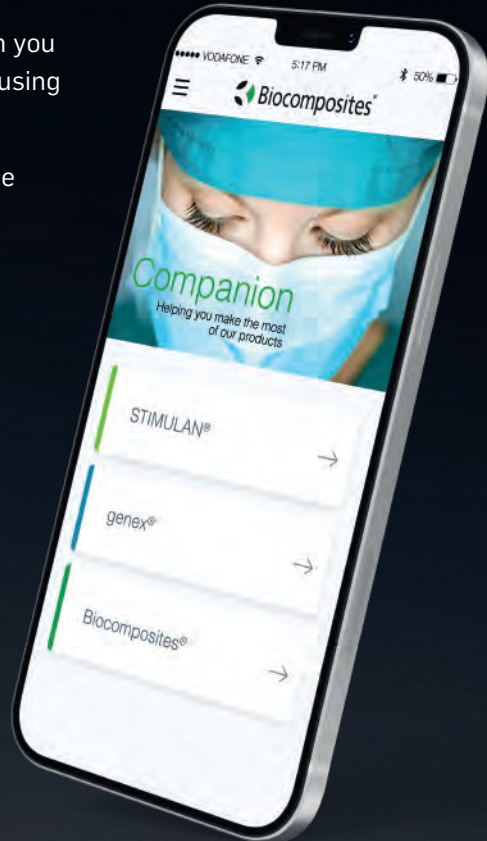 n you
using
e
VODAFONE 5:17 PM 50%
Biocomposites
Companion
Helping you make the most
of our products
STIMULAN®
genex®
Biocomposites®